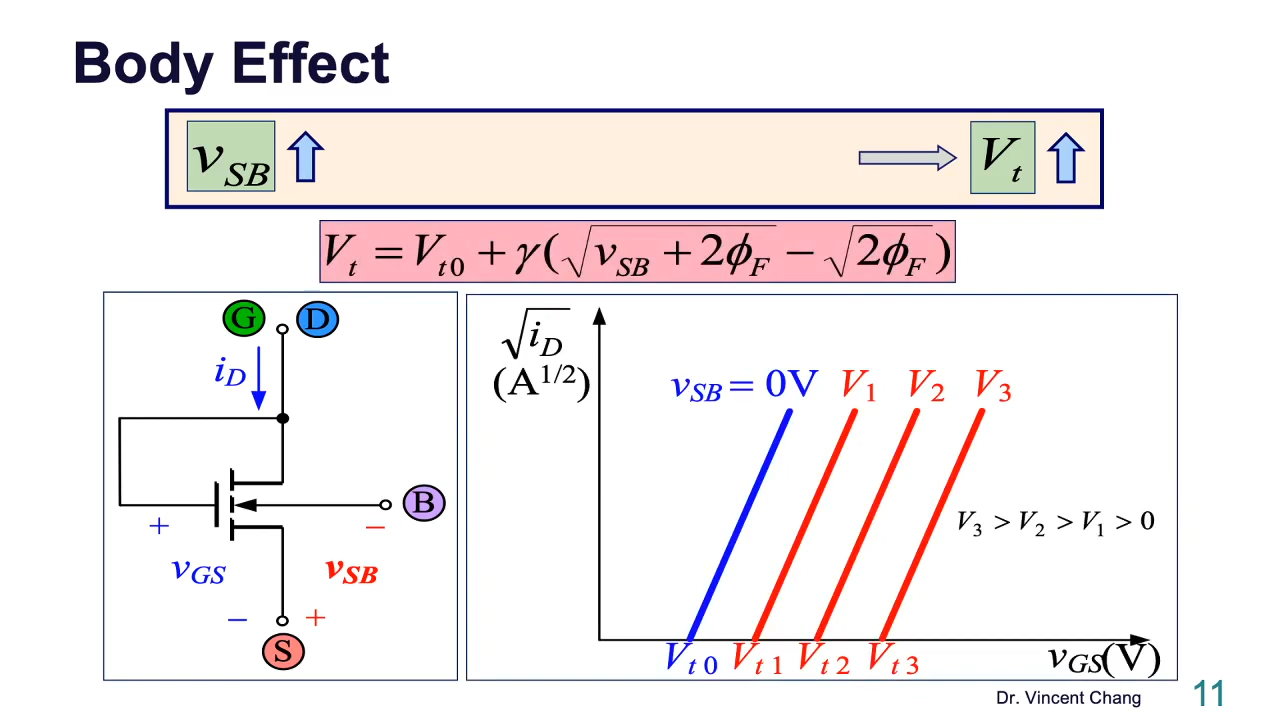 Body Effect
v_SB ⇧ ⇨ V_t ⇧
V_t = V_t0 + γ(√(v_SB + 2ϕ_F) − √(2ϕ_F))
G D
i_D
B
+ −
v_GS v_SB
− +
S
√i_D
(A^1/2)
v_SB = 0V V_1 V_2 V_3
V_3 > V_2 > V_1 > 0
V_t0 V_t1 V_t2 V_t3 v_GS(V)
Dr. Vincent Chang 11